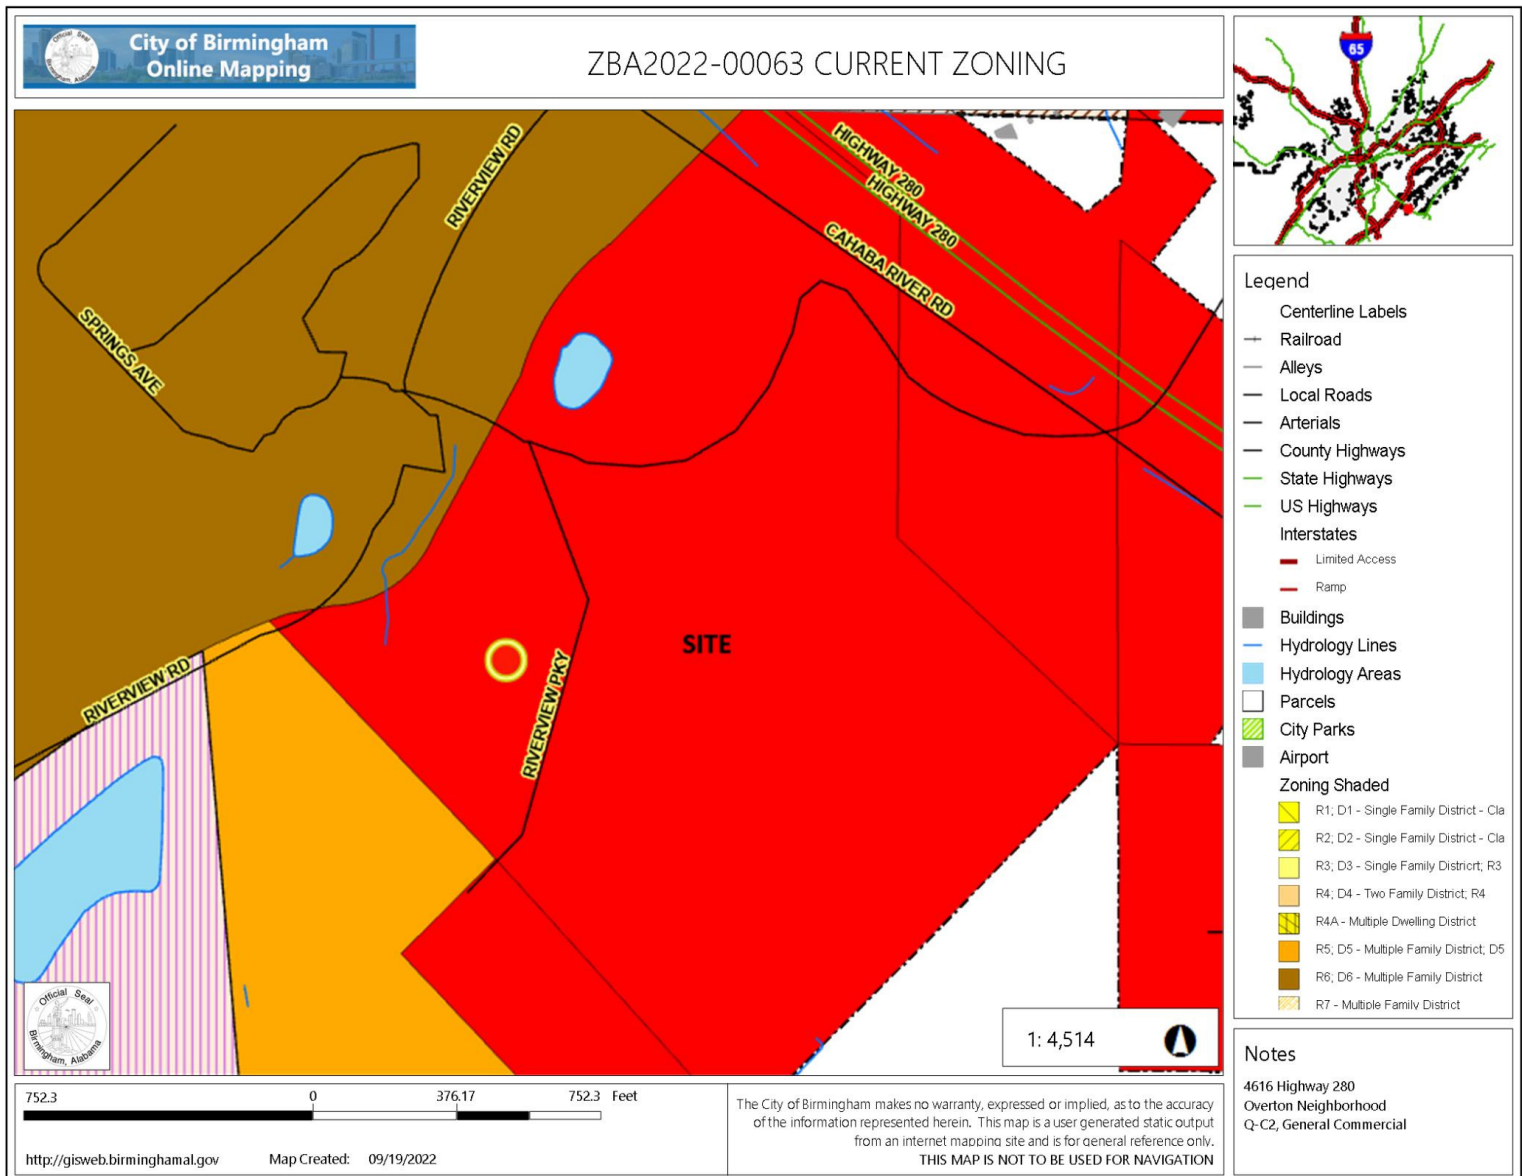 City of Birmingham
Online Mapping
ZBA2022-00063 CURRENT ZONING
65
RIVERVIEW RD
HIGHWAY 280
HIGHWAY 280
CAHABA RIVER RD
SPRINGS AVE
SITE
RIVERVIEW RD
RIVERVIEW PKY
Official Seal
Birmingham, Alabama
1: 4,514
Legend
Centerline Labels
Railroad
Alleys
Local Roads
Arterials
County Highways
State Highways
US Highways
Interstates
Limited Access
Ramp
Buildings
Hydrology Lines
Hydrology Areas
Parcels
City Parks
Airport
Zoning Shaded
R1; D1 - Single Family District - Cla
R2; D2 - Single Family District - Cla
R3; D3 - Single Family Districrt; R3
R4; D4 - Two Family District; R4
R4A - Multiple Dwelling District
R5; D5 - Multiple Family District; D5
R6; D6 - Multiple Family District
R7 - Multiple Family District
Notes
4616 Highway 280
Overton Neighborhood
Q-C2, General Commercial
752.3 0 376.17 752.3 Feet
http://gisweb.birminghamal.gov Map Created: 09/19/2022
The City of Birmingham makes no warranty, expressed or implied, as to the accuracy
of the information represented herein. This map is a user generated static output
from an internet mapping site and is for general reference only.
THIS MAP IS NOT TO BE USED FOR NAVIGATION